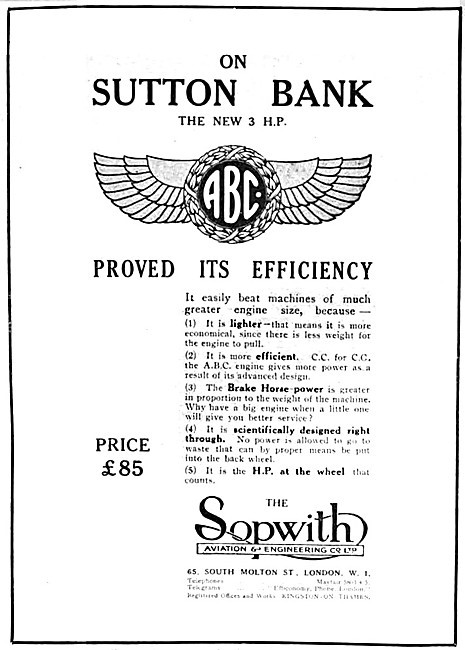 ON
SUTTON BANK
THE NEW 3 H.P.
ABC
PROVED ITS EFFICIENCY
It easily beat machines of much
greater engine size, because —
(1) It is lighter—that means it is more
economical, since there is less weight for
the engine to pull.
(2) It is more efficient. C.C. for C.C.
the A.B.C. engine gives more power as a
result of its advanced design.
(3) The Brake Horse-power is greater
in proportion to the weight of the machine.
Why have a big engine when a little one
will give you better service?
(4) It is scientifically designed right
through. No power is allowed to go to
waste that can by proper means be put
into the back wheel.
(5) It is the H.P. at the wheel that
counts.
PRICE
£85
THE
Sopwith
AVIATION & ENGINEERING CO LTD
65, SOUTH MOLTON ST., LONDON, W. 1.
Telephones Mayfair
Telegrams "Efficonomy, Phone, London."
Registered Offices and Works KINGSTON-ON-THAMES.